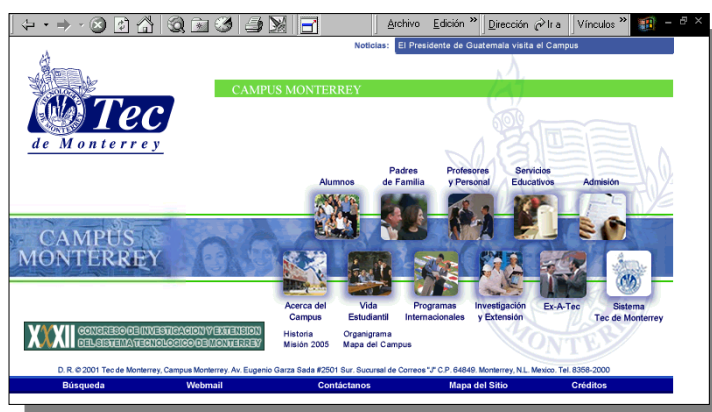 Archivo Edición » Dirección Ir a Vínculos »
Noticias: El Presidente de Guatemala visita el Campus
CAMPUS MONTERREY
TECNOLOGICO DE MONTERREY
Tec
de Monterrey
Alumnos
Padres de Familia
Profesores y Personal
Servicios Educativos
Admisión
CAMPUS
MONTERREY
Acerca del Campus
Vida Estudiantil
Programas Internacionales
Investigación y Extensión
Ex-A-Tec
Sistema Tec de Monterrey
Historia
Misión 2005
Organigrama
Mapa del Campus
XXXII CONGRESO DE INVESTIGACION Y EXTENSION
DEL SISTEMA TECNOLOGICO DE MONTERREY
D. R. © 2001 Tec de Monterrey, Campus Monterrey. Av. Eugenio Garza Sada #2501 Sur. Sucursal de Correos "J" C.P. 64849. Monterrey, N.L. Mexico. Tel. 8358-2000
Búsqueda Webmail Contáctanos Mapa del Sitio Créditos